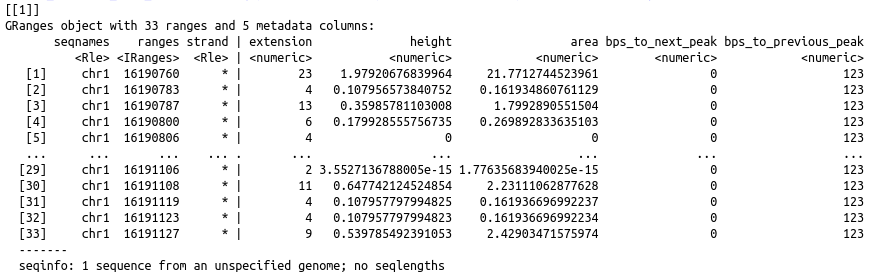 [[1]]
GRanges object with 33 ranges and 5 metadata columns:
seqnames ranges strand | extension height area bps_to_next_peak bps_to_previous_peak
<Rle> <IRanges> <Rle> | <numeric> <numeric> <numeric> <numeric> <numeric>
[1] chr1 16190760 * | 23 1.97920676839964 21.7712744523961 0 123
[2] chr1 16190783 * | 4 0.107956573840752 0.161934860761129 0 123
[3] chr1 16190787 * | 13 0.35985781103008 1.7992890551504 0 123
[4] chr1 16190800 * | 6 0.179928555756735 0.269892833635103 0 123
[5] chr1 16190806 * | 4 0 0 0 123
... ... ... ... . ... ... ... ... ...
[29] chr1 16191106 * | 2 3.5527136788005e-15 1.77635683940025e-15 0 123
[30] chr1 16191108 * | 11 0.647742124524854 2.23111062877628 0 123
[31] chr1 16191119 * | 4 0.107957797994825 0.161936696992237 0 123
[32] chr1 16191123 * | 4 0.107957797994823 0.161936696992234 0 123
[33] chr1 16191127 * | 9 0.539785492391053 2.42903471575974 0 123
-------
seqinfo: 1 sequence from an unspecified genome; no seqlengths